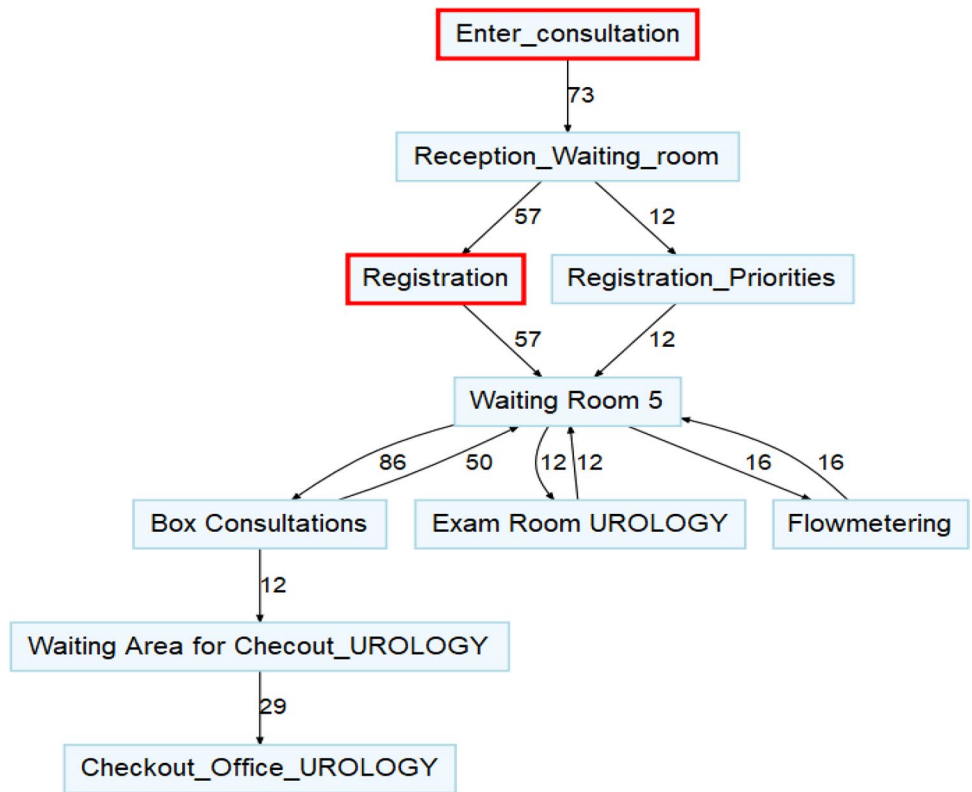 Enter_consultation
73
Reception_Waiting_room
57
12
Registration
Registration_Priorities
57
12
Waiting Room 5
86
50
12
12
16
16
Box Consultations
Exam Room UROLOGY
Flowmetering
12
Waiting Area for Checout_UROLOGY
29
Checkout_Office_UROLOGY